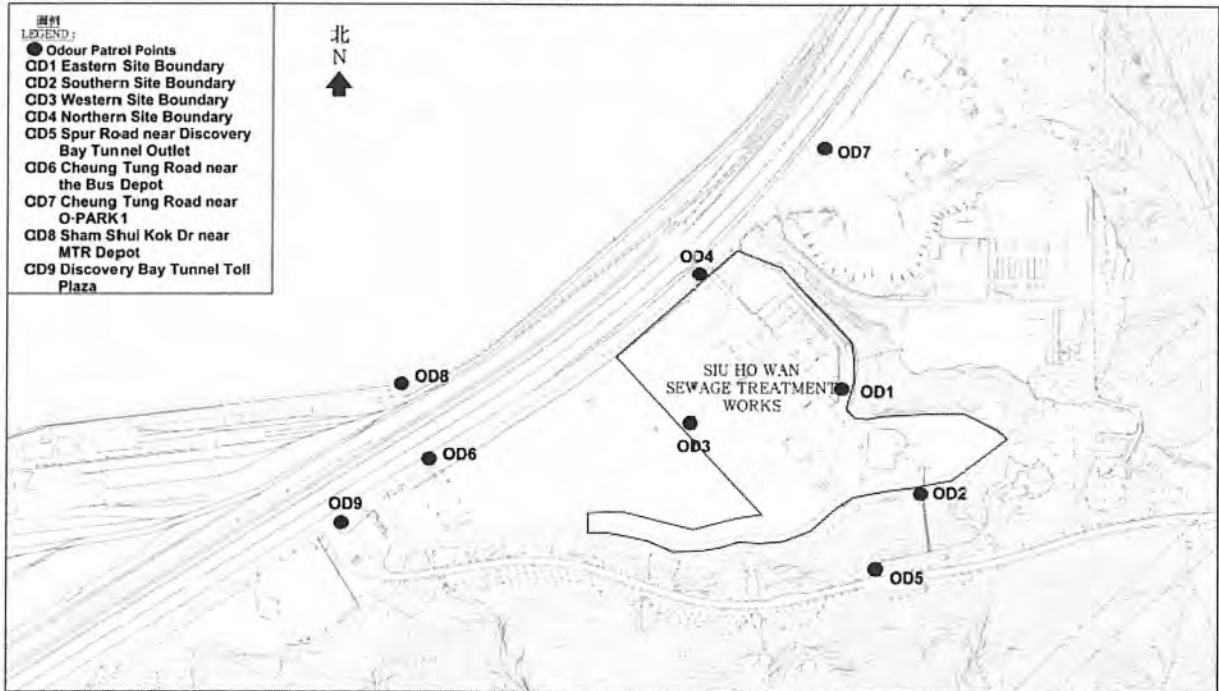 圖例
LEGEND :
Odour Patrol Points
OD1 Eastern Site Boundary
OD2 Southern Site Boundary
OD3 Western Site Boundary
OD4 Northern Site Boundary
OD5 Spur Road near Discovery
Bay Tunnel Outlet
OD6 Cheung Tung Road near
the Bus Depot
OD7 Cheung Tung Road near
O·PARK1
OD8 Sham Shui Kok Dr near
MTR Depot
OD9 Discovery Bay Tunnel Toll
Plaza
北
N
OD7
OD4
OD8
SIU HO WAN
SEWAGE TREATMENT
WORKS
OD1
OD3
OD6
OD2
OD9
OD5